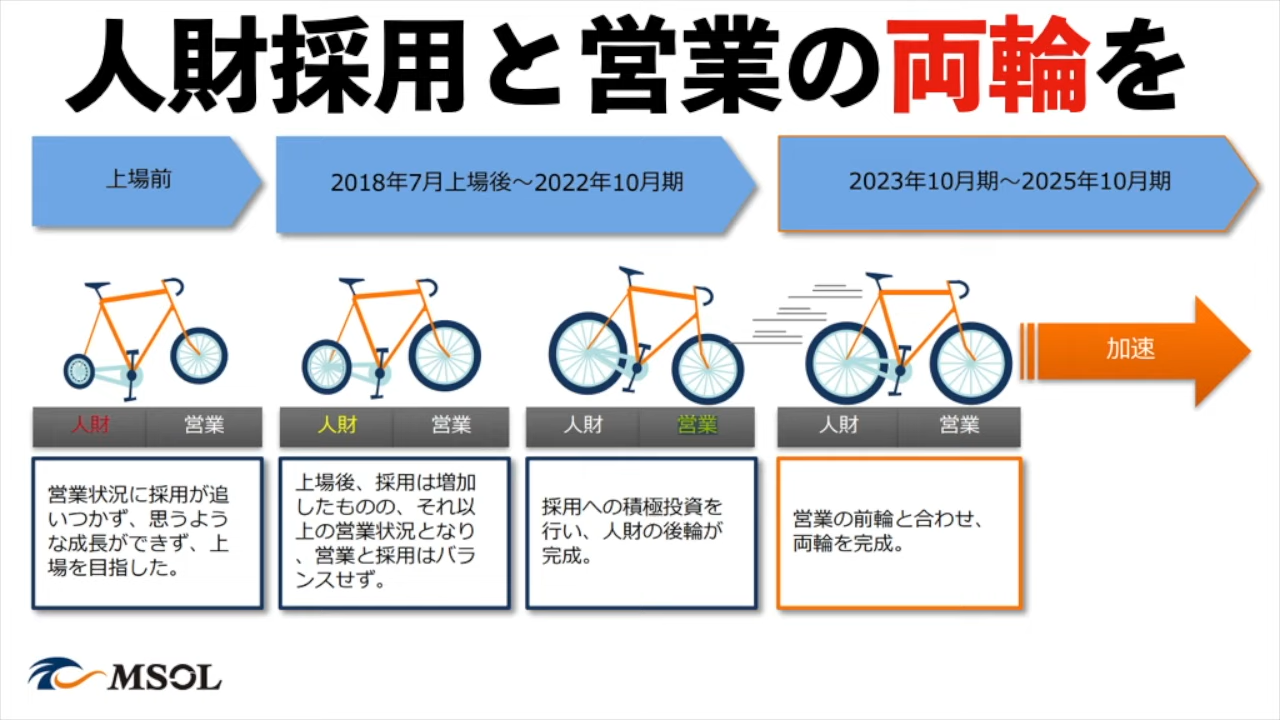 人財採用と営業の両輪を
上場前
2018年7月上場後～2022年10月期
2023年10月期～2025年10月期
加速
人財 営業
人財 営業
人財 営業
人財 営業
営業状況に採用が追
いつかず、思うよう
な成長ができず、上
場を目指した。
上場後、採用は増加
したものの、それ以
上の営業状況となり
、営業と採用はバラ
ンスせず。
採用への積極投資を
行い、人財の後輪が
完成。
営業の前輪と合わせ、
両輪を完成。
MSOL